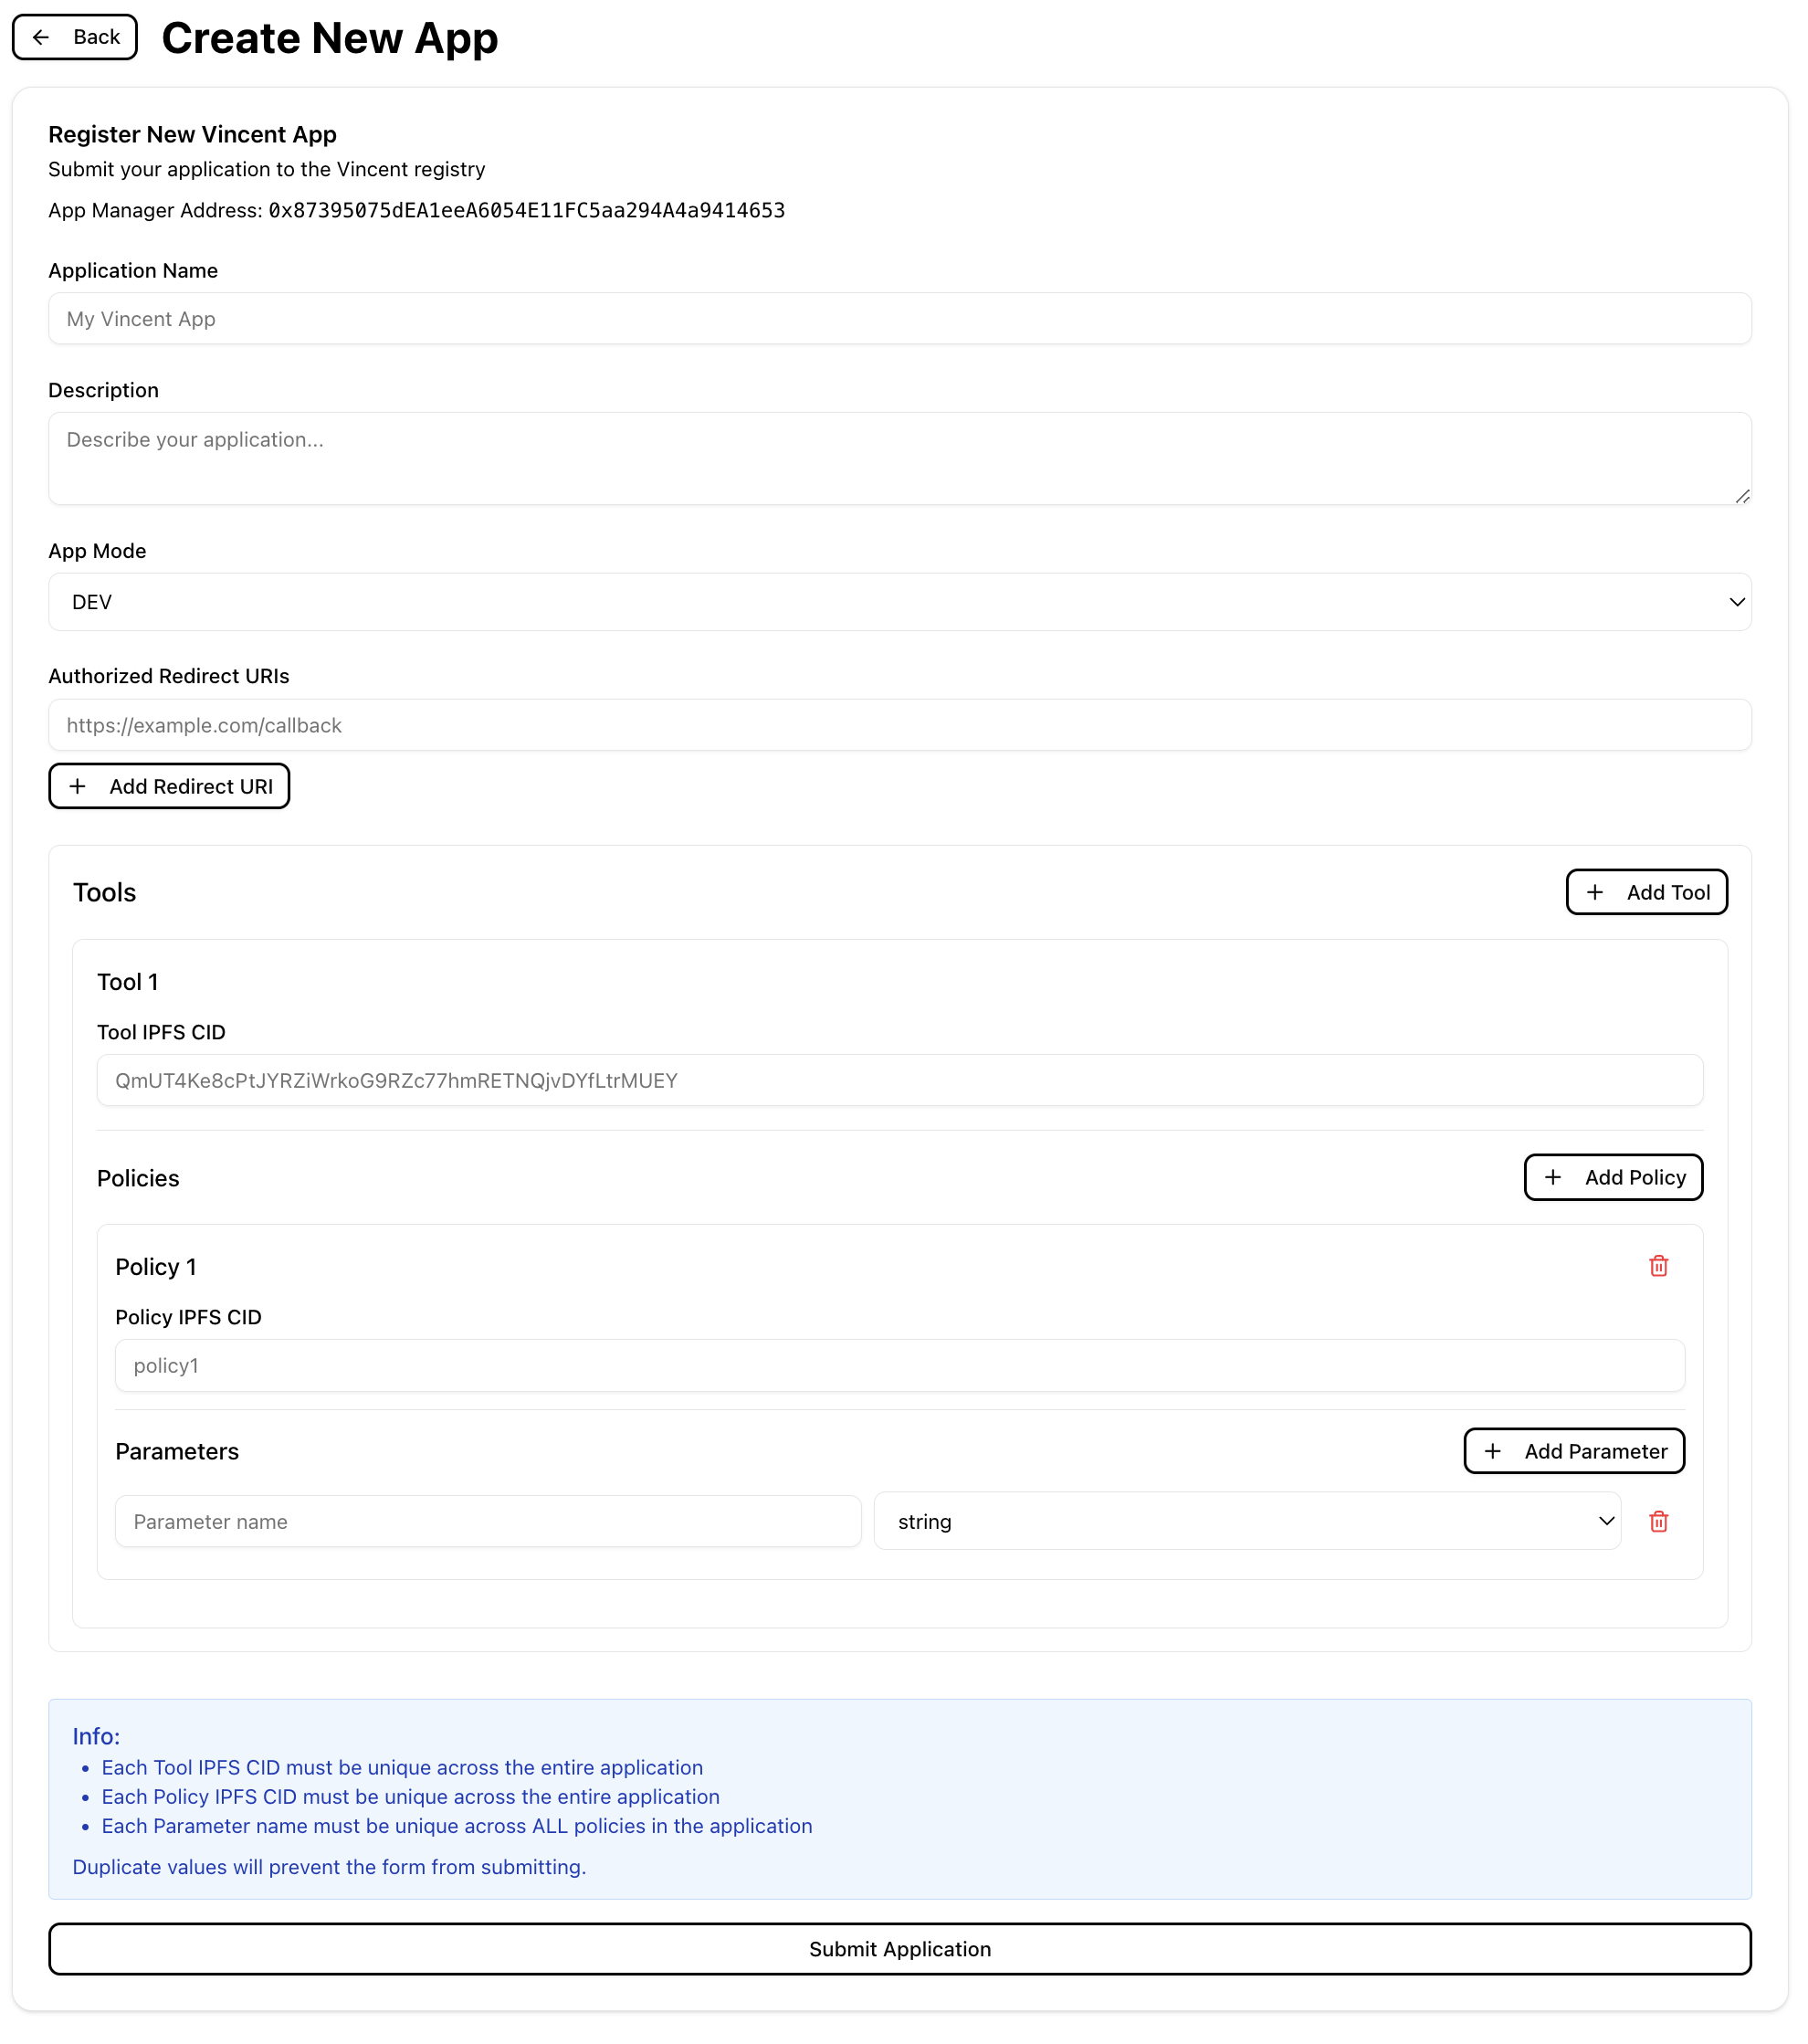 Back
Create New App
Register New Vincent App
Submit your application to the Vincent registry
App Manager Address: 0x87395075dEA1eeA6054E11FC5aa294A4a9414653
Application Name
My Vincent App
Description
Describe your application...
App Mode
DEV
Authorized Redirect URIs
https://example.com/callback
Add Redirect URI
Tools
Add Tool
Tool 1
Tool IPFS CID
QmUT4Ke8cPtJYRZiWrkoG9RZc77hmRETNQjvDYfLtrMUEY
Policies
Add Policy
Policy 1
Policy IPFS CID
policy1
Parameters
Add Parameter
Parameter name
string
Info:
• Each Tool IPFS CID must be unique across the entire application
• Each Policy IPFS CID must be unique across the entire application
• Each Parameter name must be unique across ALL policies in the application
Duplicate values will prevent the form from submitting.
Submit Application